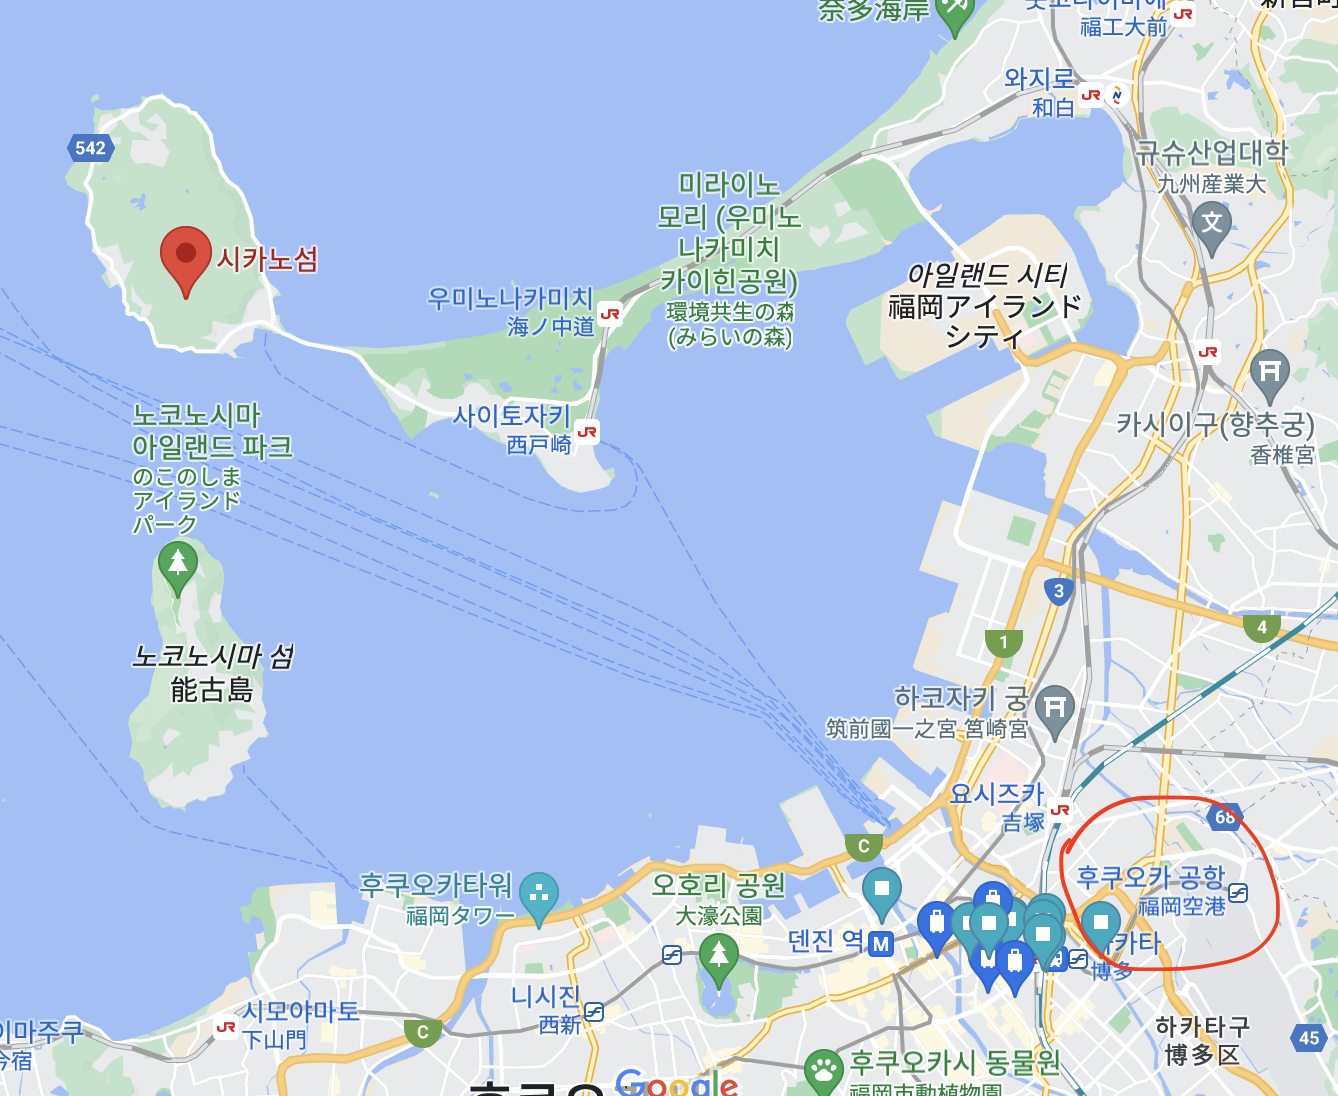 奈多海岸
福工大前
와지로
和白
542
규슈산업대학
九州産業大
미라이노
모리 (우미노
나카미치
카이힌공원)
環境共生の森
(みらいの森)
시카노섬
아일랜드 시티
福岡アイランド
シティ
우미노나카미치
海ノ中道
사이토자키
西戸崎
카시이구(향추궁)
香椎宮
노코노시마
아일랜드 파크
のこのしま
アイランド
パーク
3
4
1
노코노시마 섬
能古島
하코자키 궁
筑前國一之宮 筥崎宮
요시즈카
吉塚
68
C
후쿠오카 공항
福岡空港
후쿠오카타워
福岡タワー
오호리 공원
大濠公園
덴진 역
M
카타
博多
니시진
西新
시모야마토
下山門
C
이마주쿠
今宿
하카타구
博多区
45
후쿠오카시 동물원
福岡市動植物園
Google